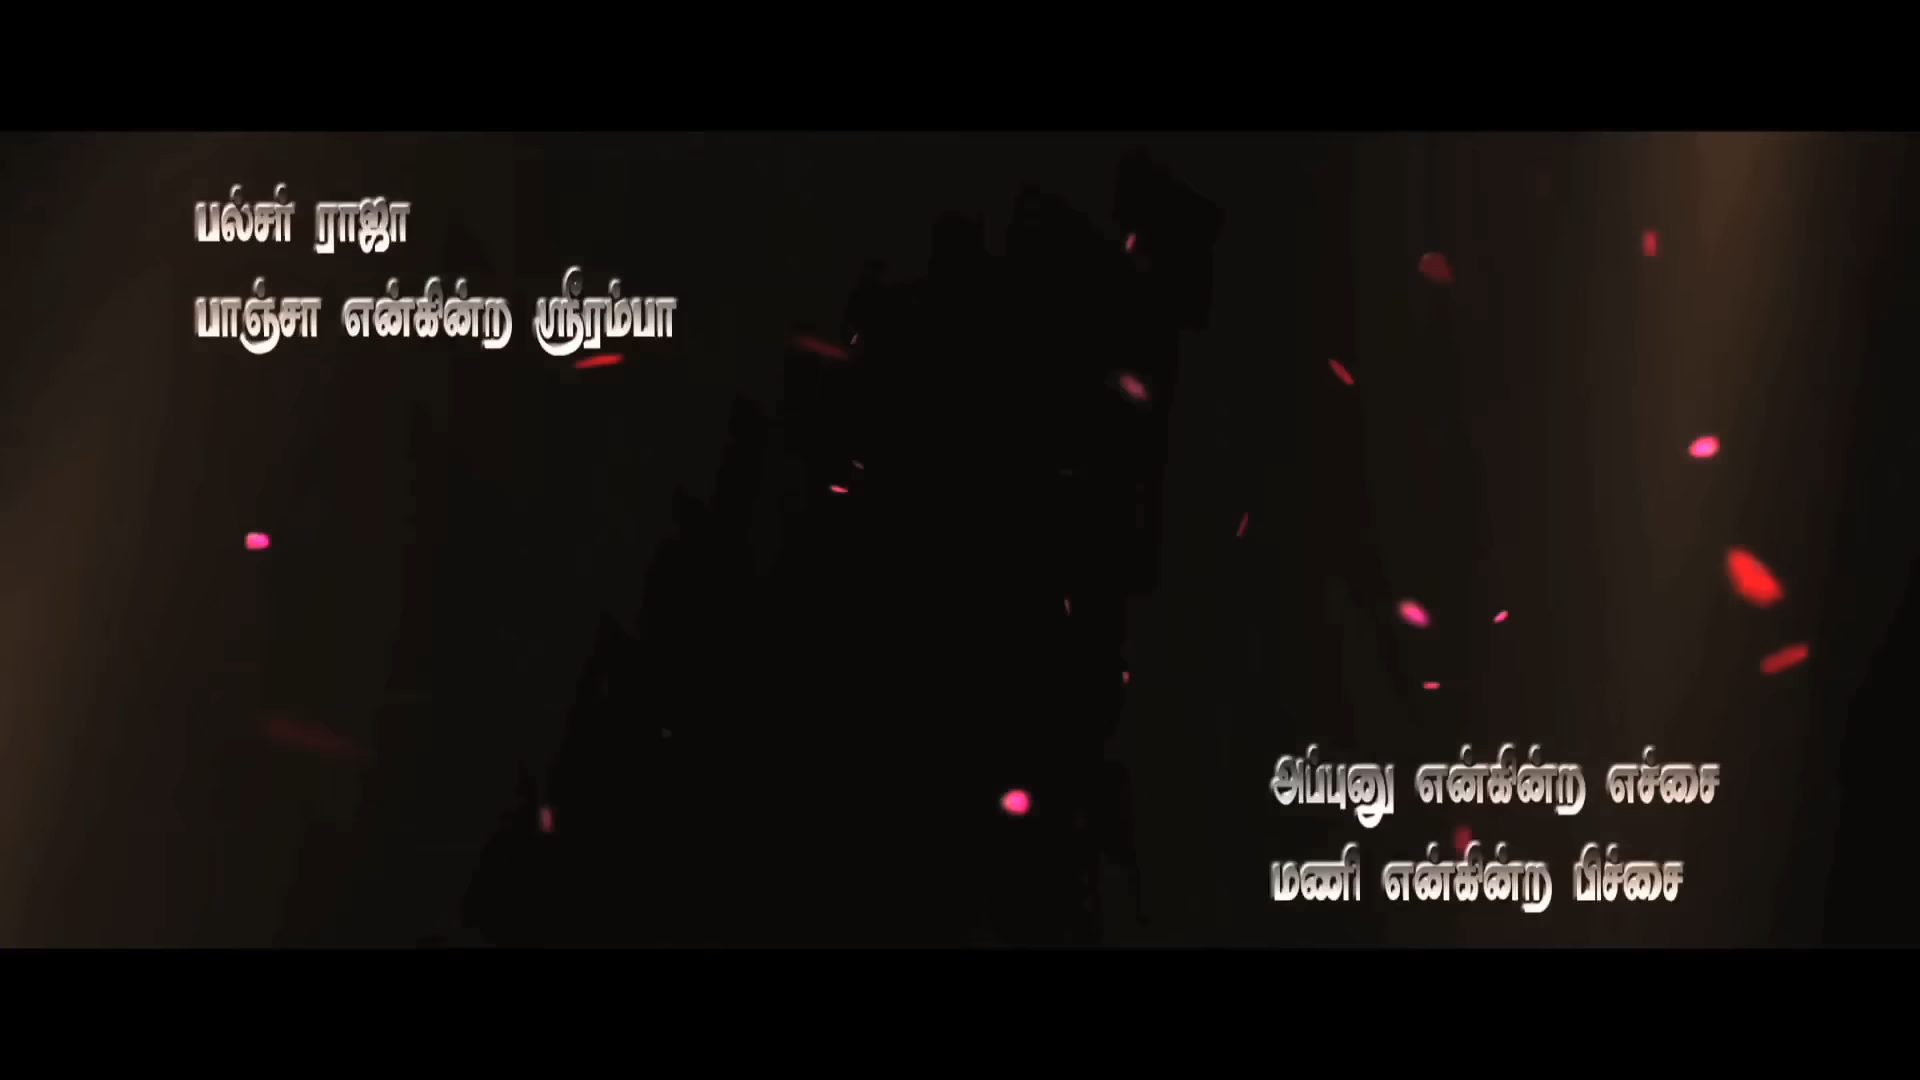 பல்சர் ராஜா
பாஞ்சா என்கின்ற ஸ்ரீரம்பா
அப்புனு என்கின்ற எச்சை
மணி என்கின்ற பிச்சை